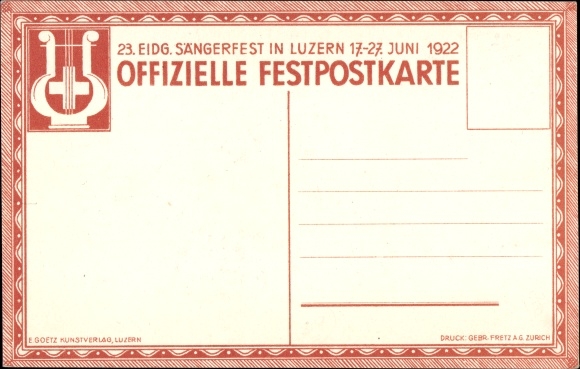 23. EIDG. SÄNGERFEST IN LUZERN 17-27. JUNI 1922
OFFIZIELLE FESTPOSTKARTE
E. GOETZ KUNSTVERLAG, LUZERN
DRUCK: GEBR. FRETZ A.G. ZÜRICH